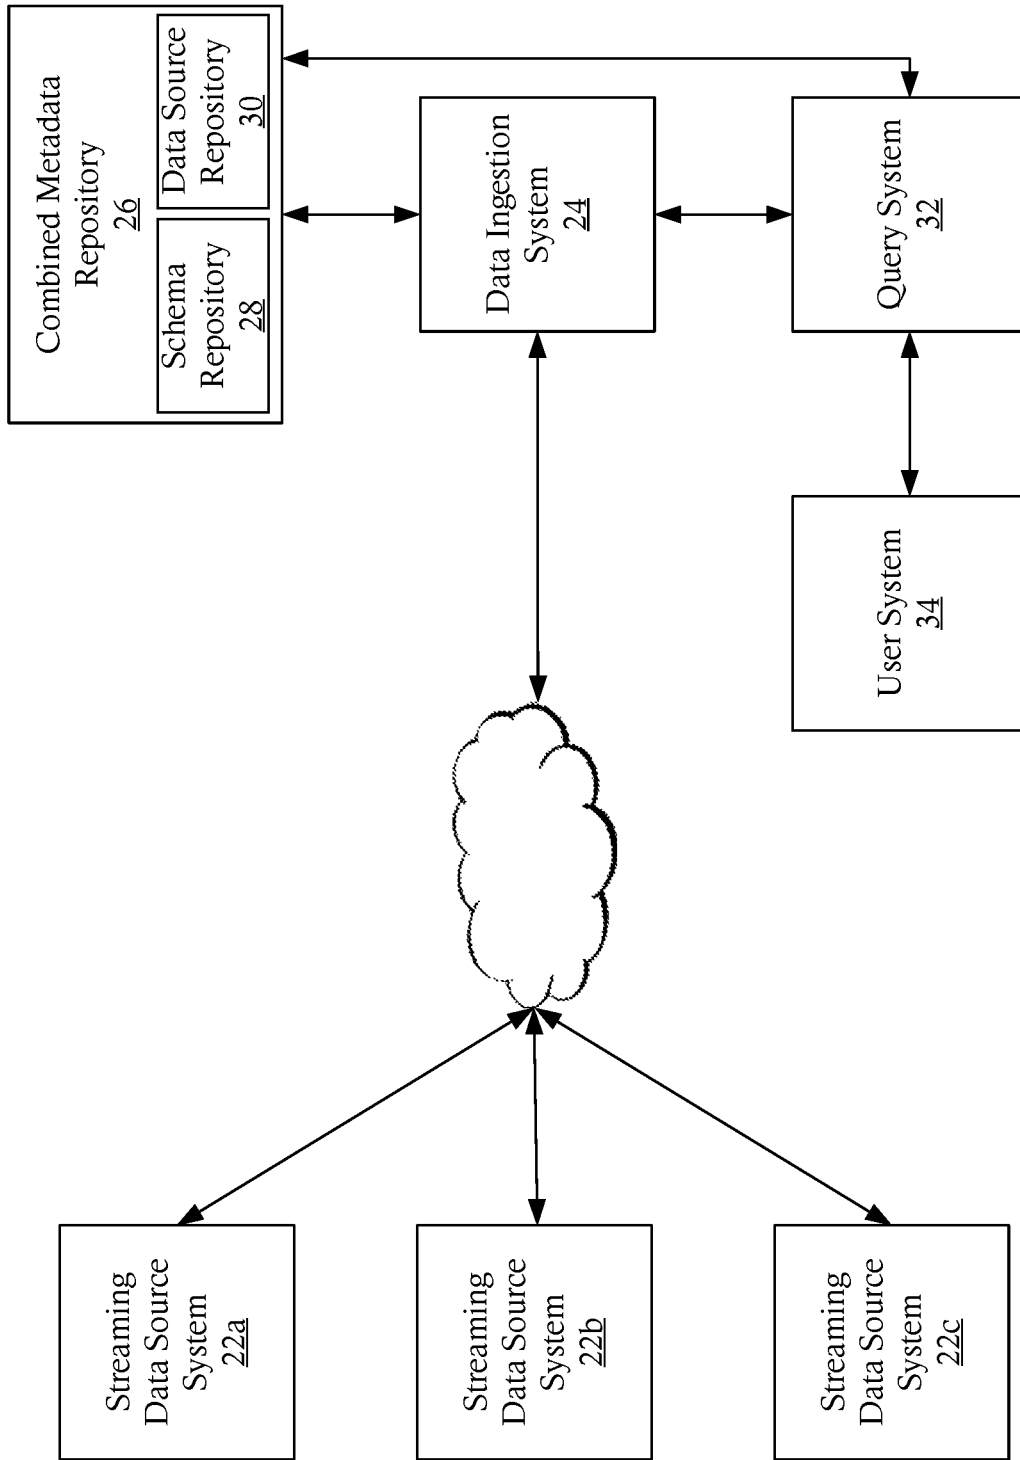 Combined Metadata
Repository
26
Schema
Repository
28
Data Source
Repository
30
Streaming
Data Source
System
22a
Streaming
Data Source
System
22b
Streaming
Data Source
System
22c
Data Ingestion
System
24
User System
34
Query System
32